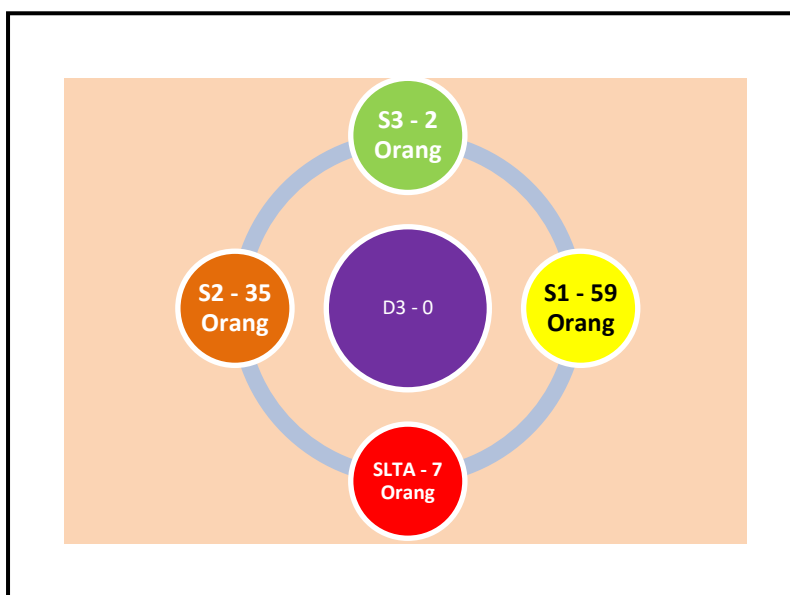 S3 - 2
Orang
S2 - 35
Orang
D3 - 0
S1 - 59
Orang
SLTA - 7
Orang